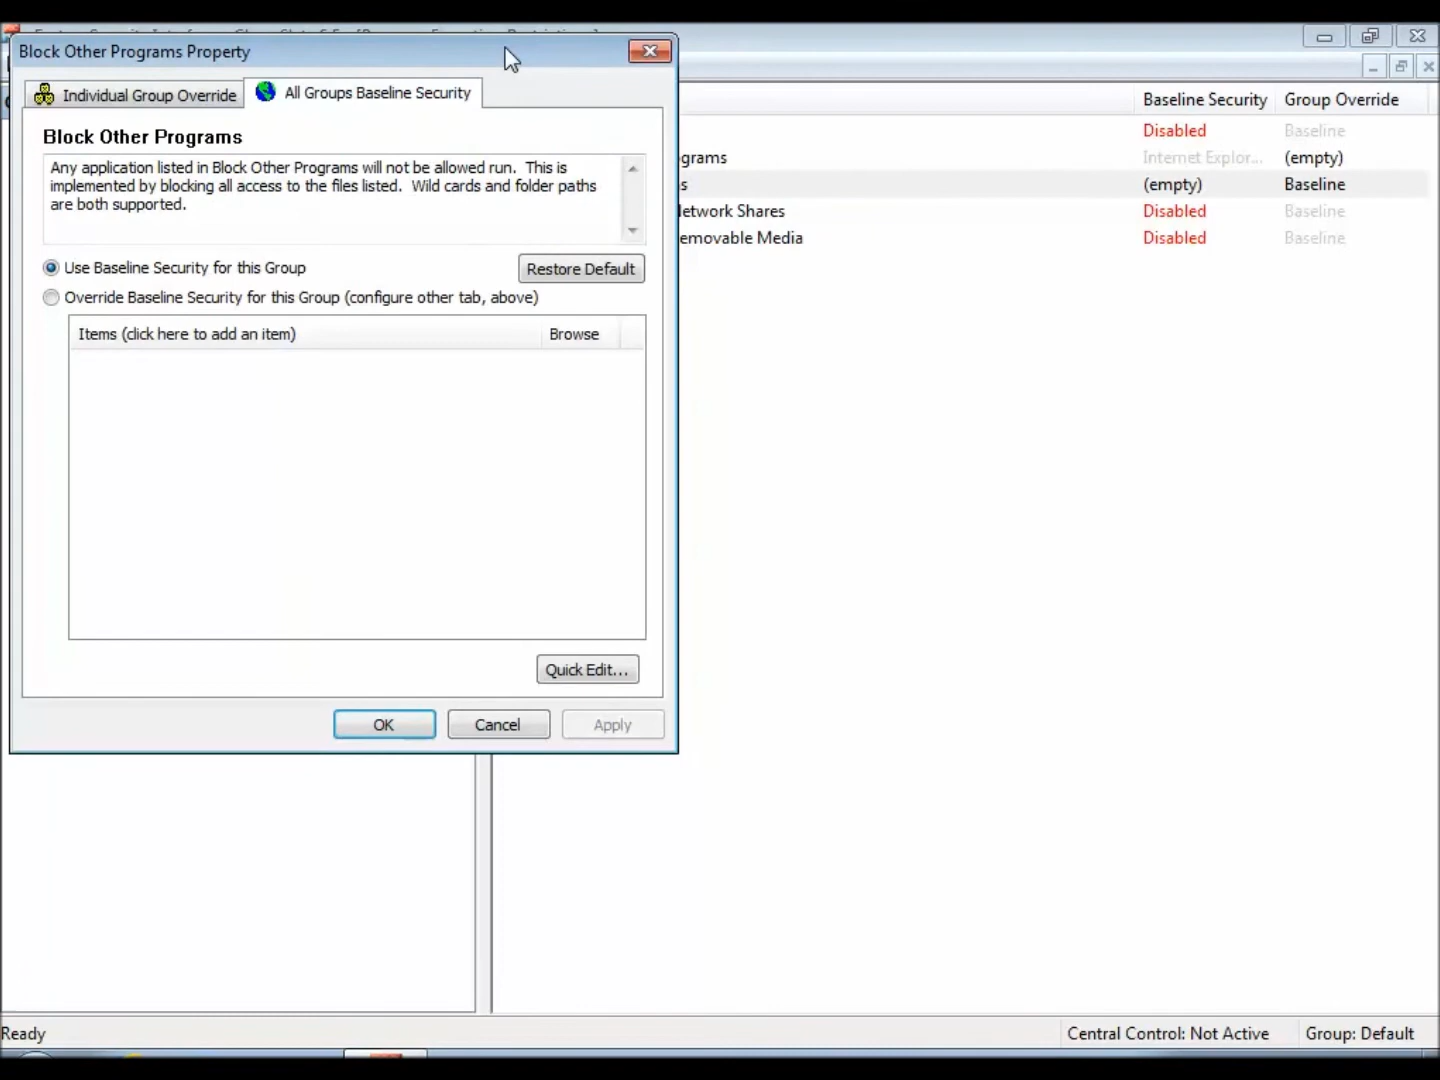 Block Other Programs Property
Individual Group Override
All Groups Baseline Security
Block Other Programs
Any application listed in Block Other Programs will not be allowed run. This is
implemented by blocking all access to the files listed. Wild cards and folder paths
are both supported.
Use Baseline Security for this Group
Restore Default
Override Baseline Security for this Group (configure other tab, above)
Items (click here to add an item)
Browse
Quick Edit...
OK
Cancel
Apply
Baseline Security
Group Override
Disabled
Baseline
grams
Internet Explor...
(empty)
s
(empty)
Baseline
Network Shares
Disabled
Baseline
emovable Media
Disabled
Baseline
Ready
Central Control: Not Active
Group: Default